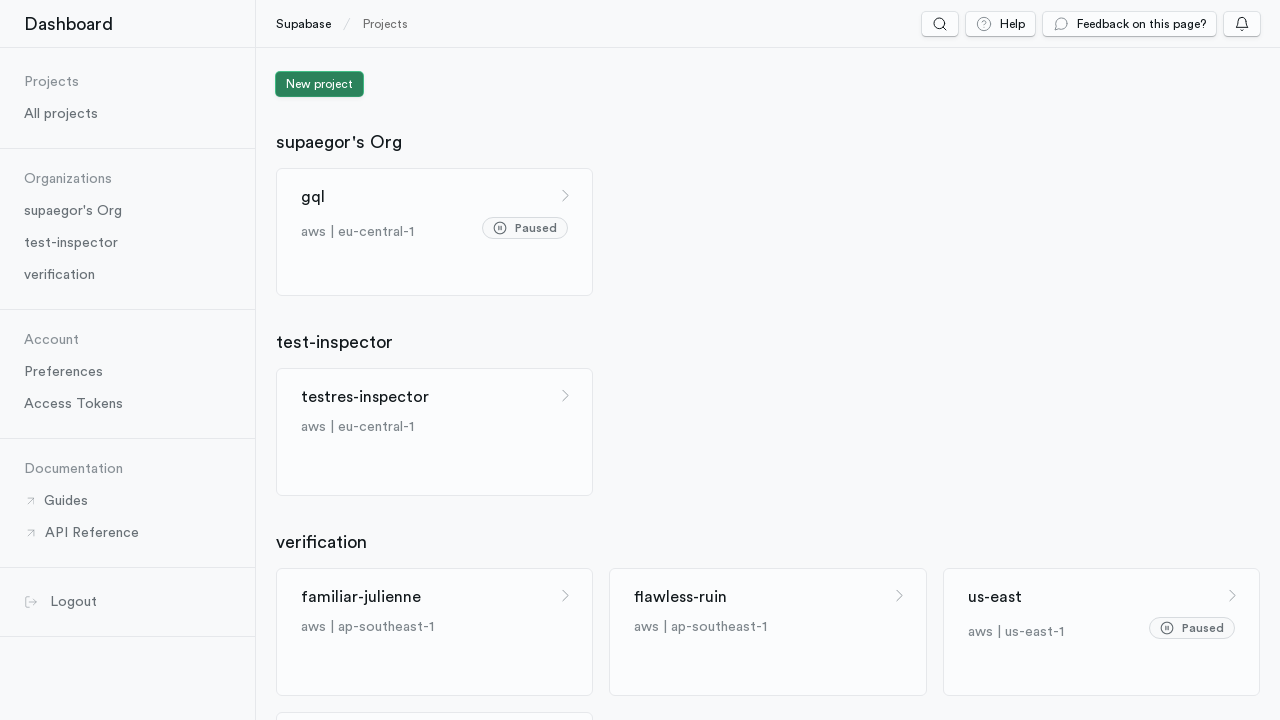 Dashboard
Supabase
Projects
Help
Feedback on this page?
Projects
All projects
Organizations
supaegor's Org
test-inspector
verification
Account
Preferences
Access Tokens
Documentation
Guides
API Reference
Logout
New project
supaegor's Org
gql
aws | eu-central-1
Paused
test-inspector
testres-inspector
aws | eu-central-1
verification
familiar-julienne
aws | ap-southeast-1
flawless-ruin
aws | ap-southeast-1
us-east
aws | us-east-1
Paused